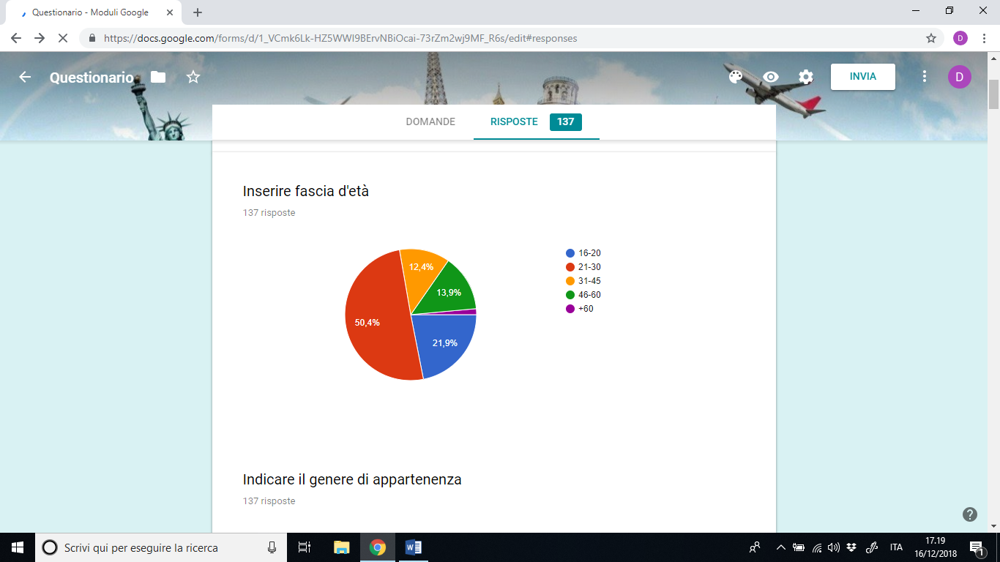 Questionario - Moduli Google
https://docs.google.com/forms/d/1_VCmk6Lk-HZ5WWI9BErvNBiOcai-73rZm2wj9MF_R6s/edit#responses
D
Questionario
INVIA
D
DOMANDE
RISPOSTE
137
Inserire fascia d'età
137 risposte
12,4%
13,9%
50,4%
21,9%
16-20
21-30
31-45
46-60
+60
Indicare il genere di appartenenza
137 risposte
?
Scrivi qui per eseguire la ricerca
ITA
17.19
16/12/2018
1